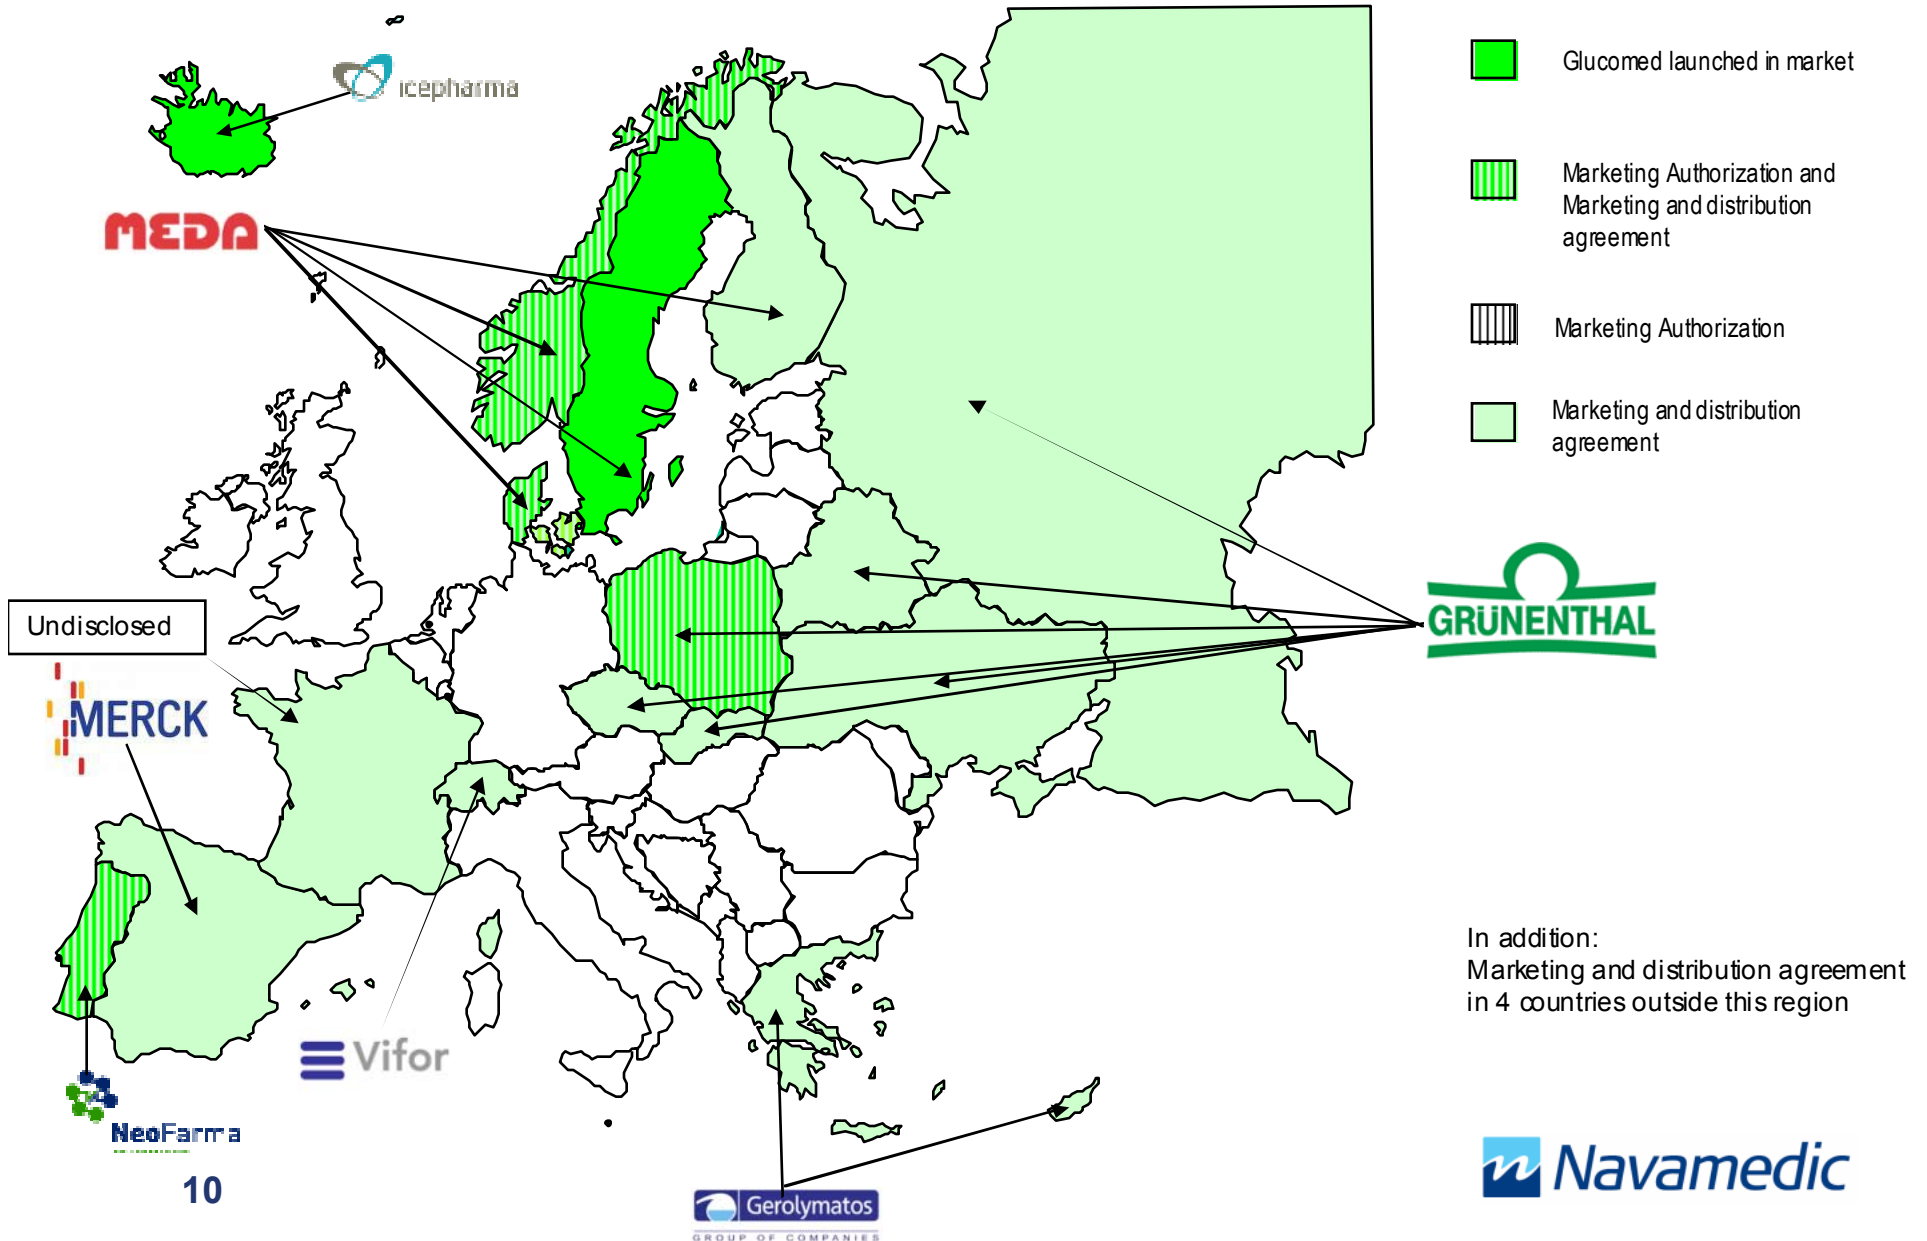 icepharma
MEDA
Undisclosed
MERCK
NeoFarma
10
Vifor
Gerolymatos
GROUP OF COMPANIES
GRÜNENTHAL
Glucomed launched in market
Marketing Authorization and
Marketing and distribution
agreement
Marketing Authorization
Marketing and distribution
agreement
In addition:
Marketing and distribution agreement
in 4 countries outside this region
Navamedic